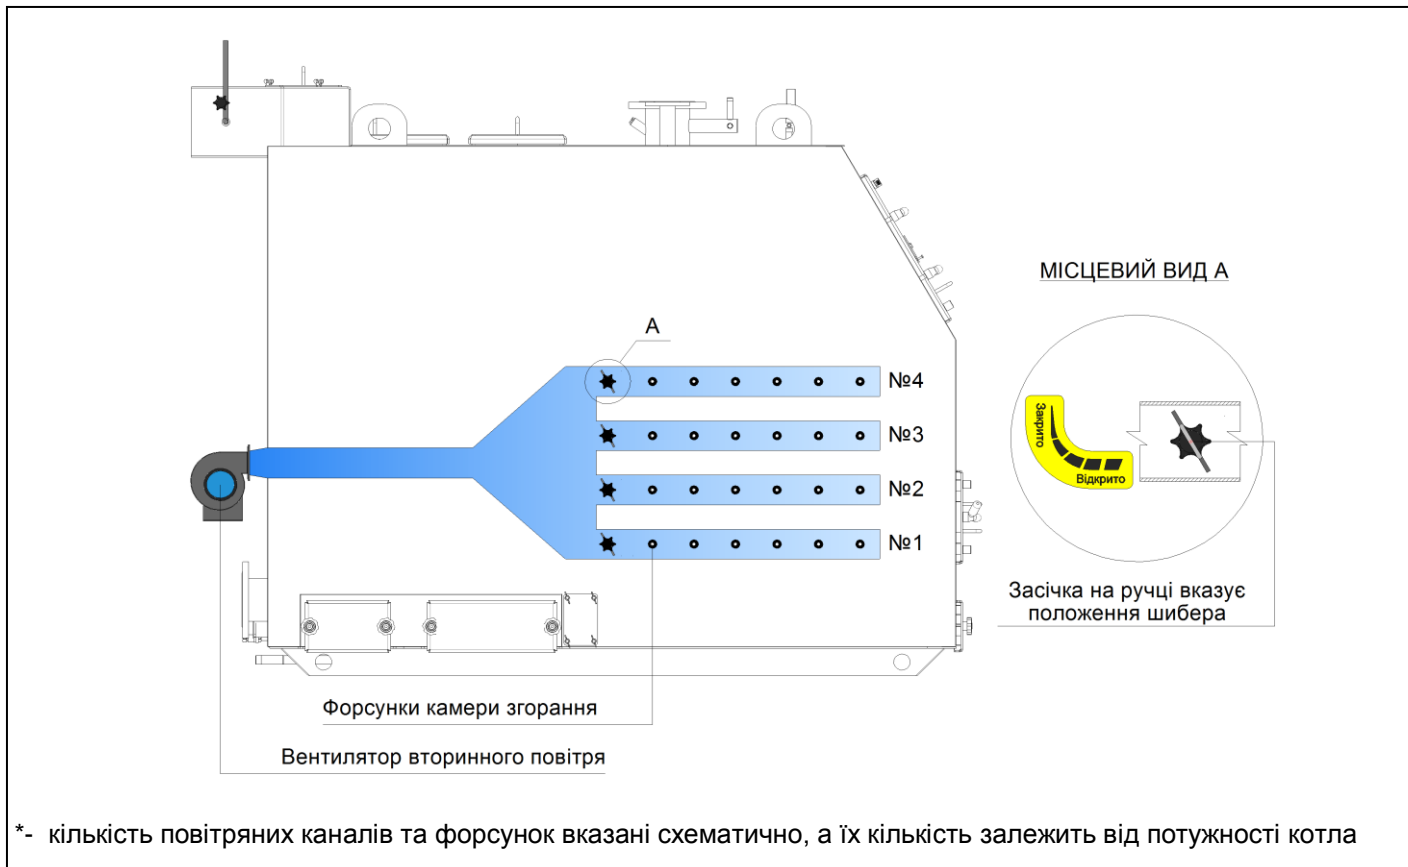 МІСЦЕВИЙ ВИД А
А
№4
Закрито
№3
Відкрито
№2
№1
Засічка на ручці вказує
положення шибера
Форсунки камери згорання
Вентилятор вторинного повітря
*- кількість повітряних каналів та форсунок вказані схематично, а їх кількість залежить від потужності котла